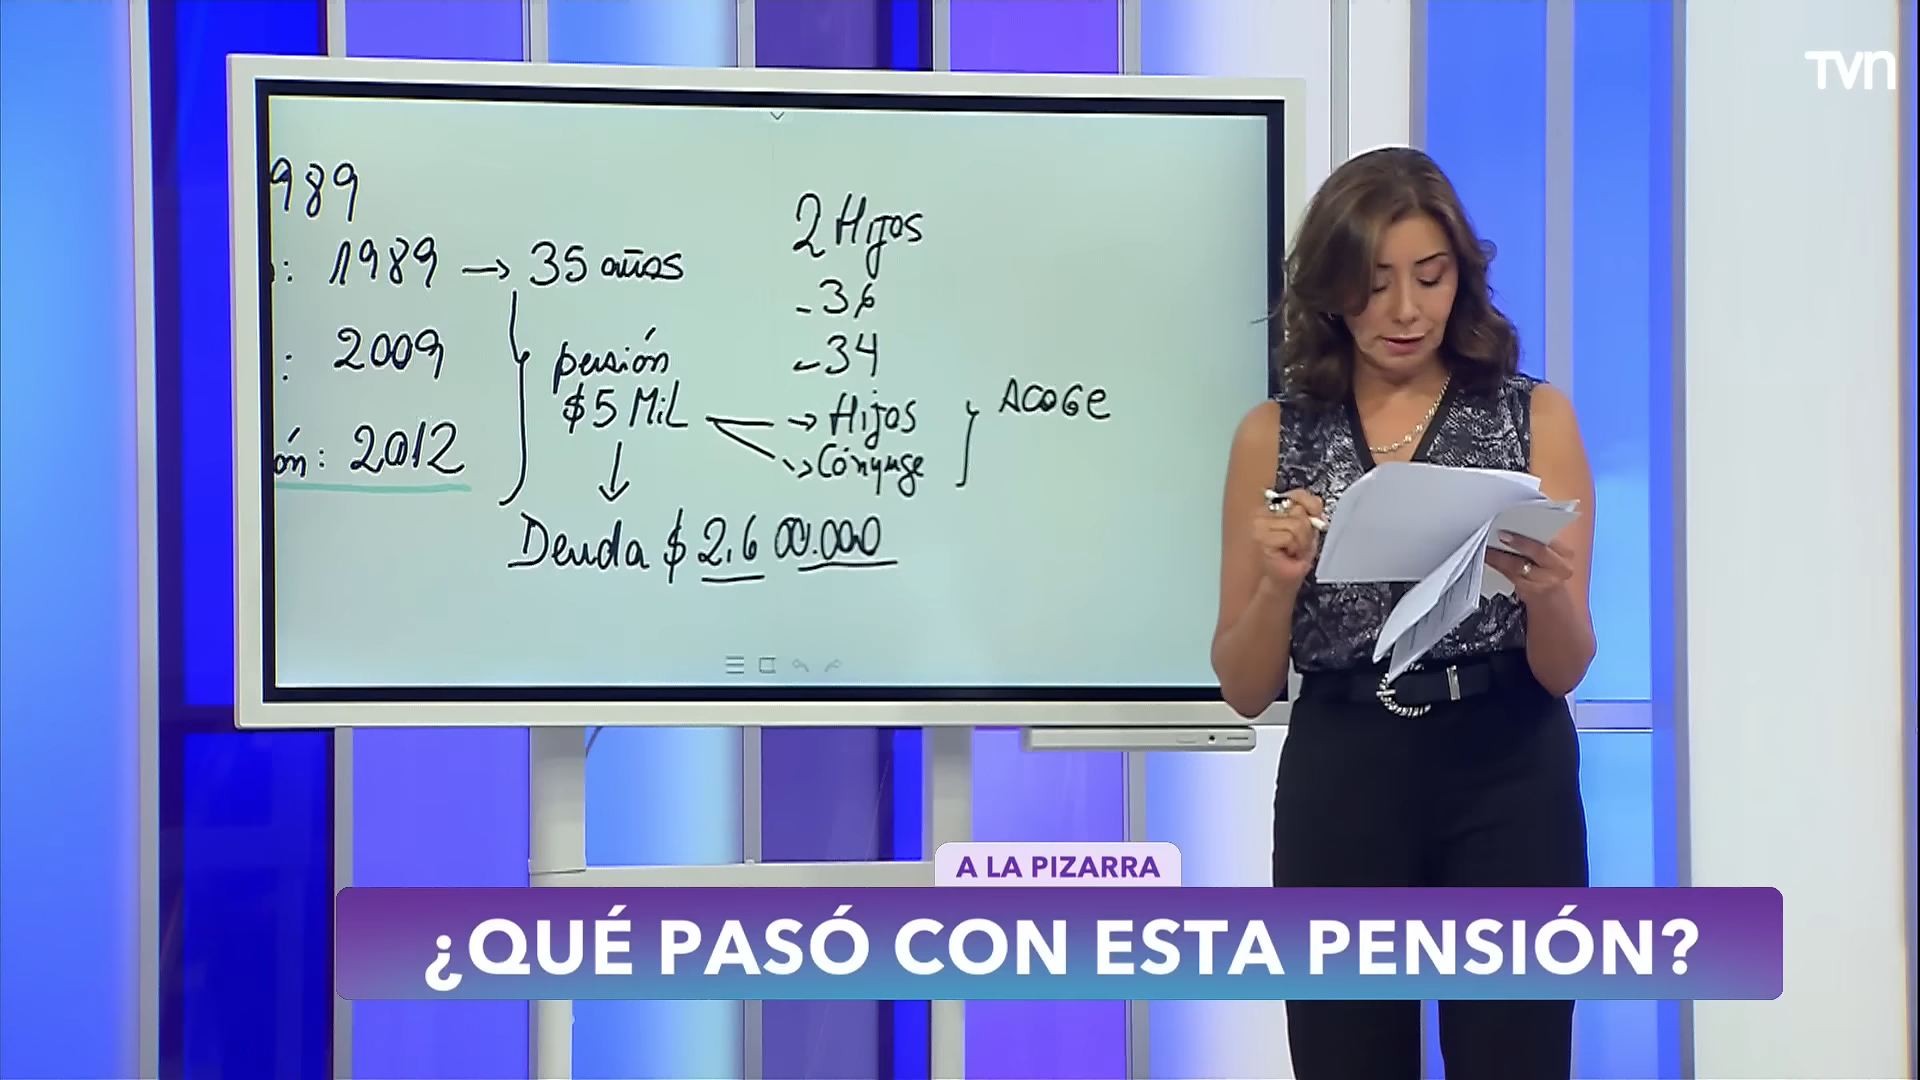 TVN
989
: 1989 → 35 años
: 2009
ón: 2012
pensión
$5 Mil
→ Hijos
→ Cónyuge
Deuda $ 2.600.000
2 Hijos
- 36
- 34
ACOGE
A LA PIZARRA
¿QUÉ PASÓ CON ESTA PENSIÓN?